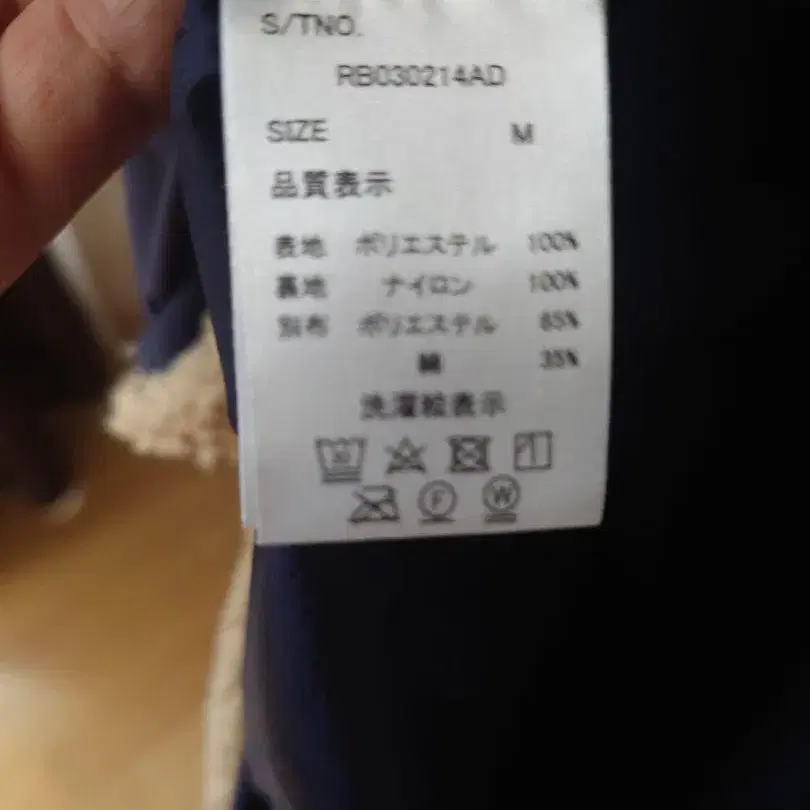 S/TNO.
RB030214AD
SIZE M
品質表示
表地 ポリエステル 100%
裏地 ナイロン 100%
別布 ポリエステル 65%
綿 35%
洗濯絵表示
F W